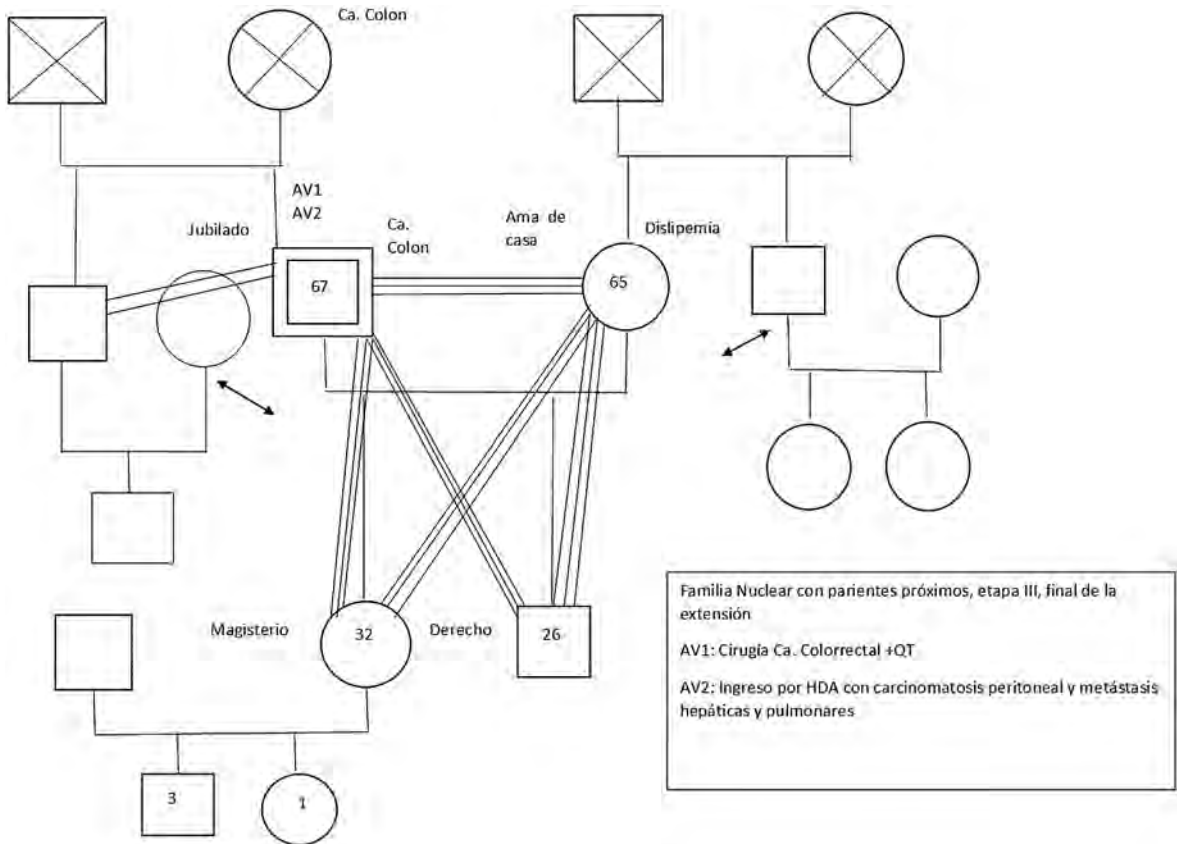 Ca. Colon
AV1
AV2
Jubilado
Ca.
Colon
Ama de
casa
Dislipemia
67
65
Magisterio
32
Derecho
26
3
1
Familia Nuclear con parientes próximos, etapa III, final de la
extensión
AV1: Cirugía Ca. Colorrectal +QT
AV2: Ingreso por HDA con carcinomatosis peritoneal y metástasis
hepáticas y pulmonares